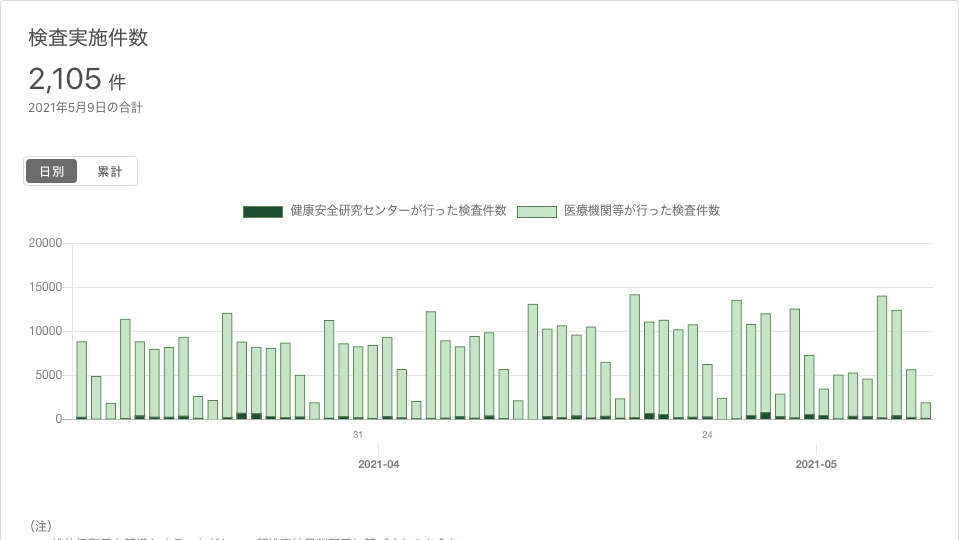 検査実施件数
2,105 件
2021年5月9日の合計
日別 累計
健康安全研究センターが行った検査件数 医療機関等が行った検査件数
20000
15000
10000
5000
0
31 24
2021-04 2021-05
（注）